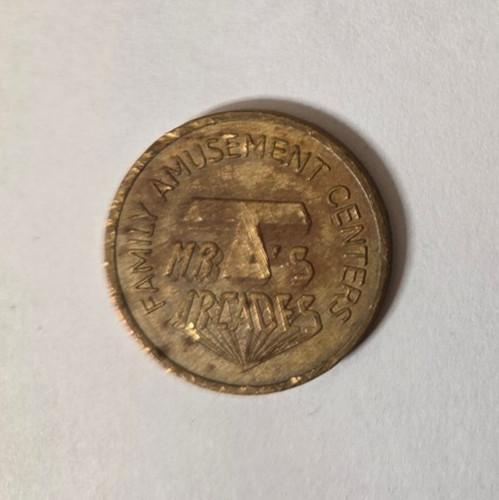 FAMILY AMUSEMENT CENTERS
MR A'S
ARCADES